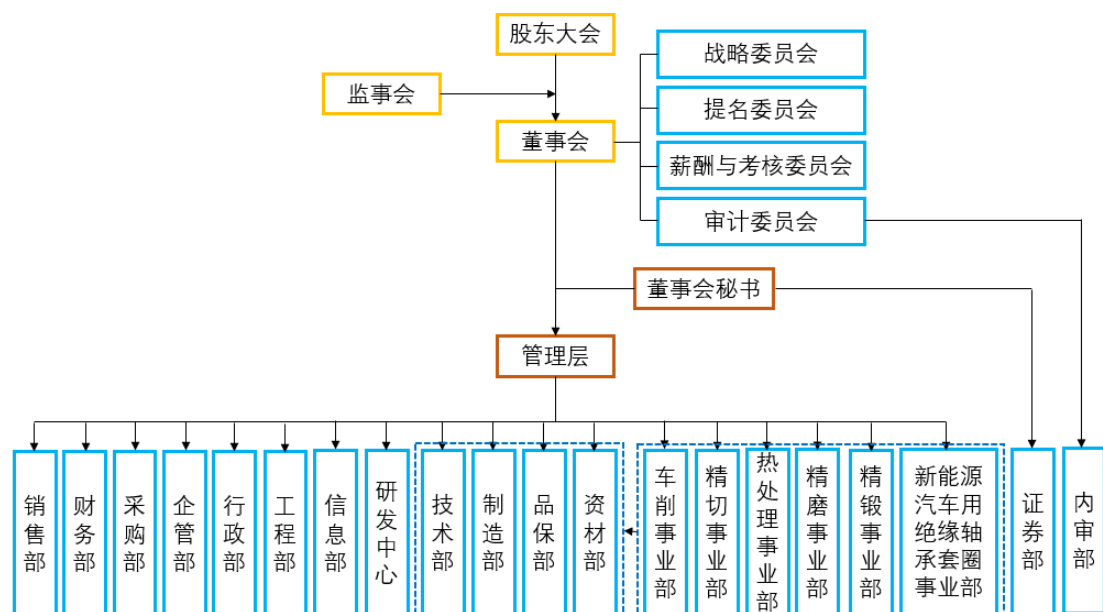 股东大会
战略委员会
监事会
提名委员会
董事会
薪酬与考核委员会
审计委员会
董事会秘书
管理层
销售部
财务部
采购部
企管部
行政部
工程部
信息部
研发中心
技术部
制造部
品保部
资材部
车削事业部
精切事业部
热处理事业部
精磨事业部
精锻事业部
新能源
汽车用
绝缘轴
承套圈
事业部
证券部
内审部